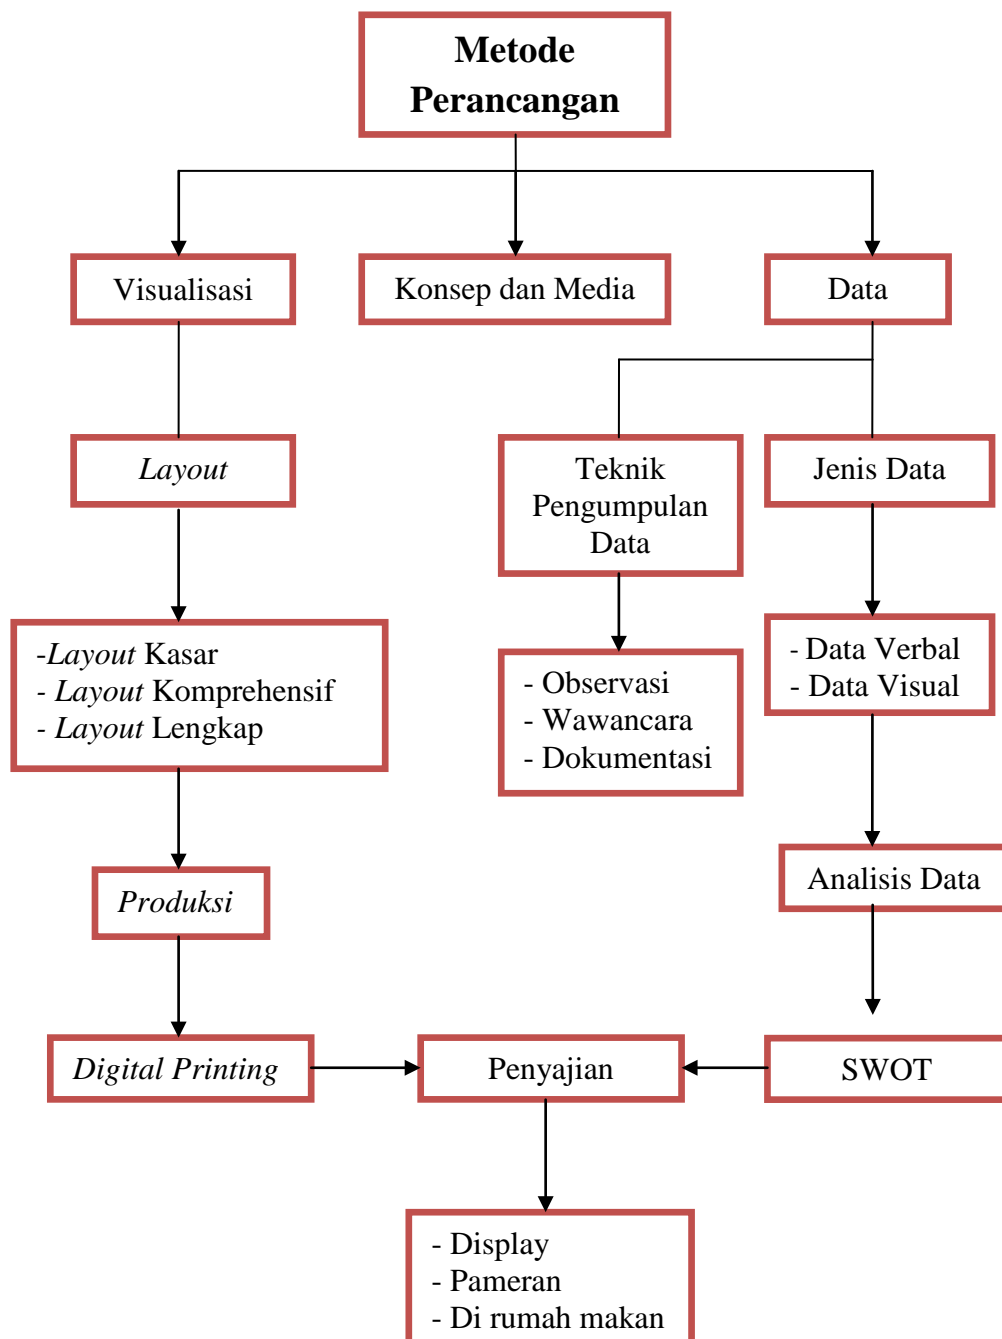 Metode
Perancangan
Visualisasi
Konsep dan Media
Data
Layout
Teknik
Pengumpulan
Data
Jenis Data
-Layout Kasar
- Layout Komprehensif
- Layout Lengkap
- Observasi
- Wawancara
- Dokumentasi
- Data Verbal
- Data Visual
Produksi
Analisis Data
Digital Printing
Penyajian
SWOT
- Display
- Pameran
- Di rumah makan